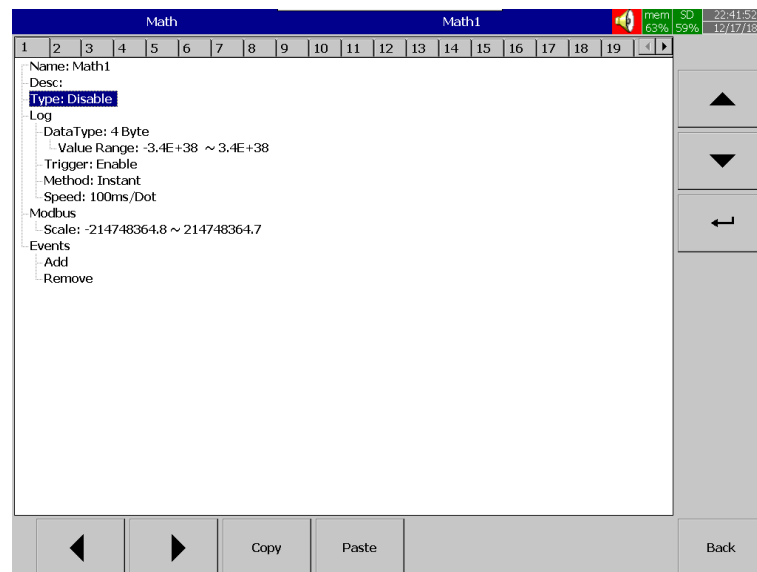 Math Math1 mem SD 22:41:52
63% 59% 12/17/18
1 2 3 4 5 6 7 8 9 10 11 12 13 14 15 16 17 18 19
Name: Math1
Desc:
Type: Disable
Log
DataType: 4 Byte
Value Range: -3.4E+38 ~ 3.4E+38
Trigger: Enable
Method: Instant
Speed: 100ms/Dot
Modbus
Scale: -214748364.8 ~ 214748364.7
Events
Add
Remove
Copy Paste Back